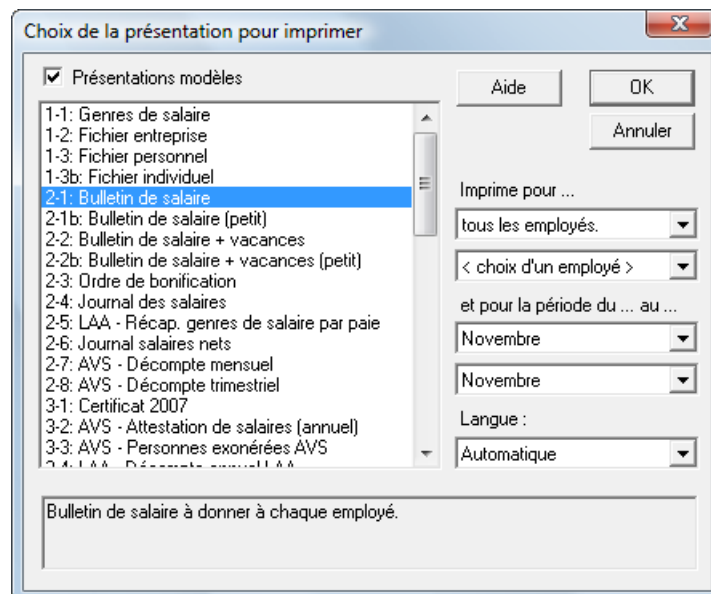 Choix de la présentation pour imprimer
Présentations modèles
1-1: Genres de salaire
1-2: Fichier entreprise
1-3: Fichier personnel
1-3b: Fichier individuel
2-1: Bulletin de salaire
2-1b: Bulletin de salaire (petit)
2-2: Bulletin de salaire + vacances
2-2b: Bulletin de salaire + vacances (petit)
2-3: Ordre de bonification
2-4: Journal des salaires
2-5: LAA - Récap. genres de salaire par paie
2-6: Journal salaires nets
2-7: AVS - Décompte mensuel
2-8: AVS - Décompte trimestriel
3-1: Certificat 2007
3-2: AVS - Attestation de salaires (annuel)
3-3: AVS - Personnes exonérées AVS
3-4: LAA - Décompte annuel LAA
Aide
OK
Annuler
Imprime pour ...
tous les employés.
< choix d'un employé >
et pour la période du ... au ...
Novembre
Novembre
Langue :
Automatique
Bulletin de salaire à donner à chaque employé.